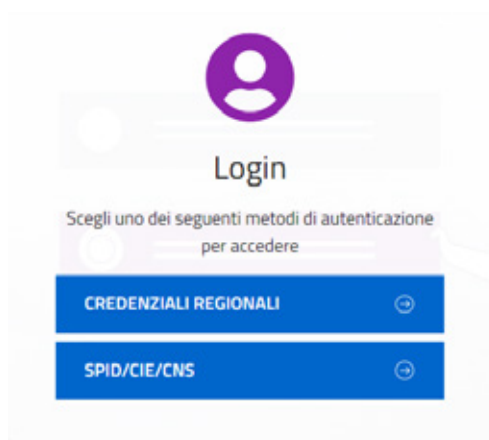 Login
Scegli uno dei seguenti metodi di autenticazione
per accedere
CREDENZIALI REGIONALI
SPID/CIE/CNS